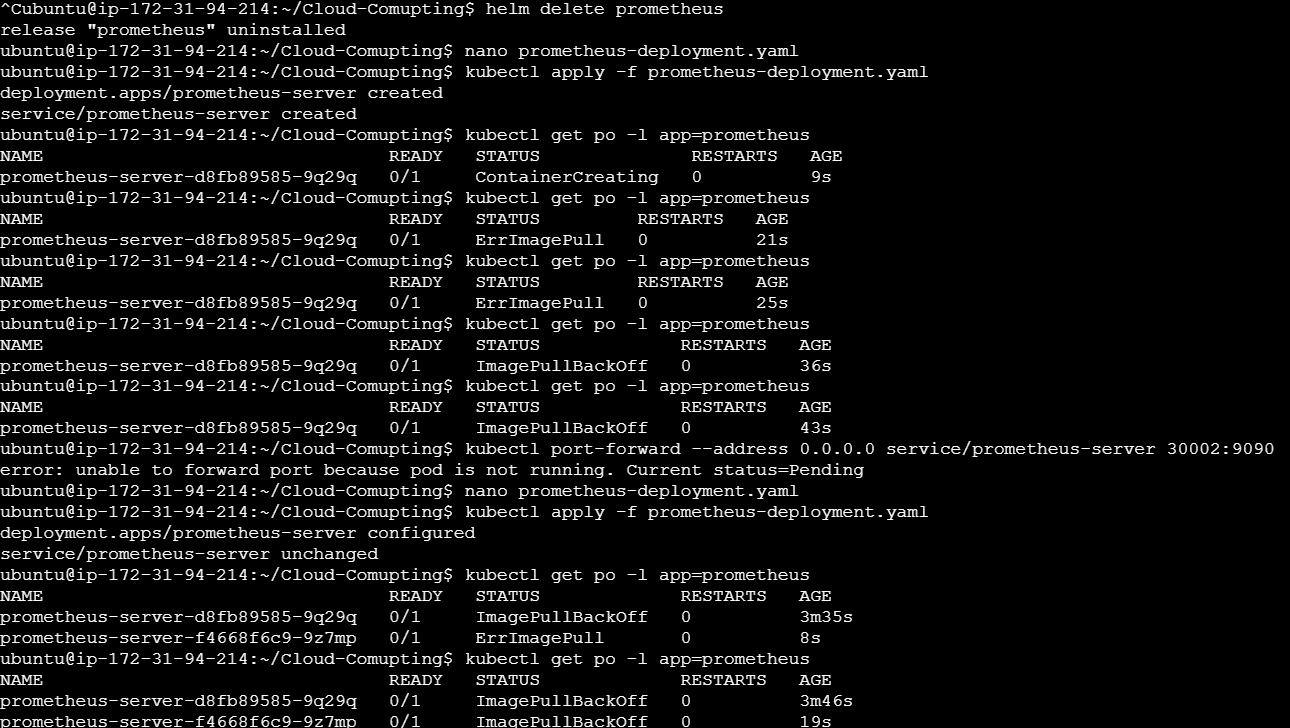 ^Cubuntu@ip-172-31-94-214:~/Cloud-Comupting$ helm delete prometheus
release "prometheus" uninstalled
ubuntu@ip-172-31-94-214:~/Cloud-Comupting$ nano prometheus-deployment.yaml
ubuntu@ip-172-31-94-214:~/Cloud-Comupting$ kubectl apply -f prometheus-deployment.yaml
deployment.apps/prometheus-server created
service/prometheus-server created
ubuntu@ip-172-31-94-214:~/Cloud-Comupting$ kubectl get po -l app=prometheus
NAME READY STATUS RESTARTS AGE
prometheus-server-d8fb89585-9q29q 0/1 ContainerCreating 0 9s
ubuntu@ip-172-31-94-214:~/Cloud-Comupting$ kubectl get po -l app=prometheus
NAME READY STATUS RESTARTS AGE
prometheus-server-d8fb89585-9q29q 0/1 ErrImagePull 0 21s
ubuntu@ip-172-31-94-214:~/Cloud-Comupting$ kubectl get po -l app=prometheus
NAME READY STATUS RESTARTS AGE
prometheus-server-d8fb89585-9q29q 0/1 ErrImagePull 0 25s
ubuntu@ip-172-31-94-214:~/Cloud-Comupting$ kubectl get po -l app=prometheus
NAME READY STATUS RESTARTS AGE
prometheus-server-d8fb89585-9q29q 0/1 ImagePullBackOff 0 36s
ubuntu@ip-172-31-94-214:~/Cloud-Comupting$ kubectl get po -l app=prometheus
NAME READY STATUS RESTARTS AGE
prometheus-server-d8fb89585-9q29q 0/1 ImagePullBackOff 0 43s
ubuntu@ip-172-31-94-214:~/Cloud-Comupting$ kubectl port-forward --address 0.0.0.0 service/prometheus-server 30002:9090
error: unable to forward port because pod is not running. Current status=Pending
ubuntu@ip-172-31-94-214:~/Cloud-Comupting$ nano prometheus-deployment.yaml
ubuntu@ip-172-31-94-214:~/Cloud-Comupting$ kubectl apply -f prometheus-deployment.yaml
deployment.apps/prometheus-server configured
service/prometheus-server unchanged
ubuntu@ip-172-31-94-214:~/Cloud-Comupting$ kubectl get po -l app=prometheus
NAME READY STATUS RESTARTS AGE
prometheus-server-d8fb89585-9q29q 0/1 ImagePullBackOff 0 3m35s
prometheus-server-f4668f6c9-9z7mp 0/1 ErrImagePull 0 8s
ubuntu@ip-172-31-94-214:~/Cloud-Comupting$ kubectl get po -l app=prometheus
NAME READY STATUS RESTARTS AGE
prometheus-server-d8fb89585-9q29q 0/1 ImagePullBackOff 0 3m46s
prometheus-server-f4668f6c9-9z7mp 0/1 ImagePullBackOff 0 19s